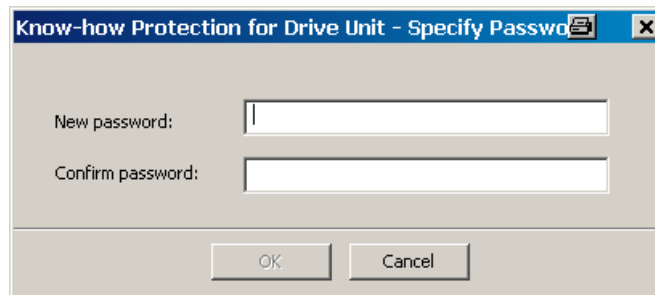 Know-how Protection for Drive Unit - Specify Passwo
New password:
Confirm password:
OK Cancel